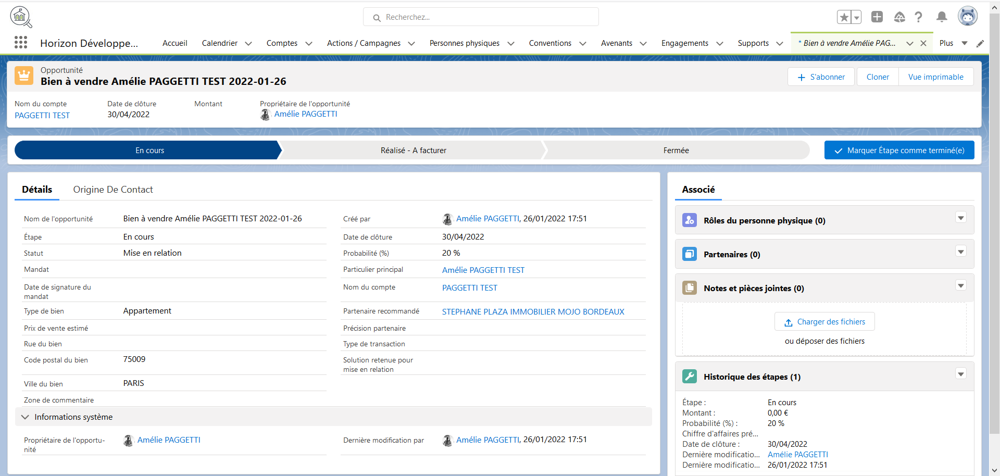 Recherchez...
Horizon Développe...
Accueil
Calendrier
Comptes
Actions / Campagnes
Personnes physiques
Conventions
Avenants
Engagements
Supports
* Bien à vendre Amélie PAG...
Plus
Opportunité
Bien à vendre Amélie PAGGETTI TEST 2022-01-26
S'abonner
Cloner
Vue imprimable
Nom du compte
PAGGETTI TEST
Date de clôture
30/04/2022
Montant
Propriétaire de l'opportunité
Amélie PAGGETTI
En cours
Réalisé - A facturer
Fermée
Marquer Étape comme terminé(e)
Détails
Origine De Contact
Nom de l'opportunité
Bien à vendre Amélie PAGGETTI TEST 2022-01-26
Étape
En cours
Statut
Mise en relation
Mandat
Date de signature du
mandat
Type de bien
Appartement
Prix de vente estimé
Rue du bien
Code postal du bien
75009
Ville du bien
PARIS
Zone de commentaire
Créé par
Amélie PAGGETTI, 26/01/2022 17:51
Date de clôture
30/04/2022
Probabilité (%)
20 %
Particulier principal
Amélie PAGGETTI TEST
Nom du compte
PAGGETTI TEST
Partenaire recommandé
STEPHANE PLAZA IMMOBILIER MOJO BORDEAUX
Précision partenaire
Type de transaction
Solution retenue pour
mise en relation
Informations système
Propriétaire de l'opportu-
nité
Amélie PAGGETTI
Dernière modification par
Amélie PAGGETTI, 26/01/2022 17:51
Associé
Rôles du personne physique (0)
Partenaires (0)
Notes et pièces jointes (0)
Charger des fichiers
ou déposer des fichiers
Historique des étapes (1)
Étape :
En cours
Montant :
0,00 €
Probabilité (%) :
20 %
Chiffre d'affaires pré...
Date de clôture :
30/04/2022
Dernière modificatio...
Amélie PAGGETTI
Dernière modificatio...
26/01/2022 17:51